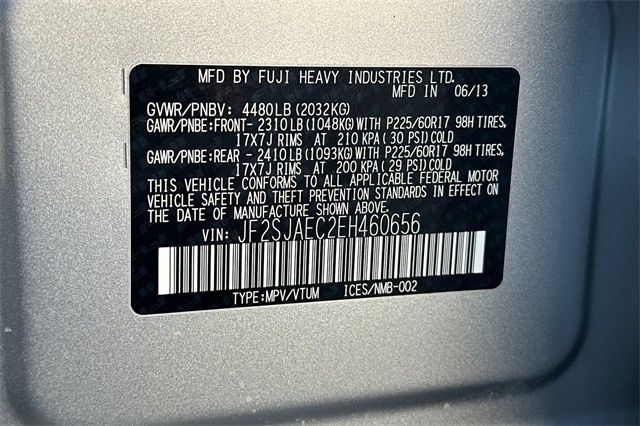 MFD BY FUJI HEAVY INDUSTRIES LTD.
MFD IN 06/13
GVWR/PNBV: 4480LB (2032KG)
GAWR/PNBE:FRONT- 2310 LB (1048KG) WITH P225/60R17 98H TIRES,
17X7J RIMS AT 210 KPA ( 30 PSI) COLD
GAWR/PNBE:REAR - 2410 LB (1093KG) WITH P225/60R17 98H TIRES,
17X7J RIMS AT 200 KPA ( 29 PSI) COLD
THIS VEHICLE CONFORMS TO ALL APPLICABLE FEDERAL MOTOR
VEHICLE SAFETY AND THEFT PREVENTION STANDARDS IN EFFECT ON
THE DATE OF MANUFACTURE SHOWN ABOVE.
VIN: JF2SJAEC2EH460656
TYPE:MPV/VTUM ICES/NMB-002